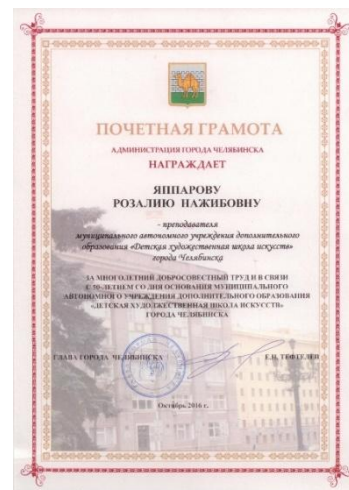 ПОЧЕТНАЯ ГРАМОТА
АДМИНИСТРАЦИЯ ГОРОДА ЧЕЛЯБИНСКА
НАГРАЖДАЕТ
ЯППАРОВУ
РОЗАЛИЮ НАЖИБОВНУ
- преподавателя
муниципального автономного учреждения дополнительного
образования «Детская художественная школа искусств»
города Челябинска
ЗА МНОГОЛЕТНИЙ ДОБРОСОВЕСТНЫЙ ТРУД И В СВЯЗИ
С 50-ЛЕТИЕМ СО ДНЯ ОСНОВАНИЯ МУНИЦИПАЛЬНОГО
АВТОНОМНОГО УЧРЕЖДЕНИЯ ДОПОЛНИТЕЛЬНОГО ОБРАЗОВАНИЯ
«ДЕТСКАЯ ХУДОЖЕСТВЕННАЯ ШКОЛА ИСКУССТВ»
ГОРОДА ЧЕЛЯБИНСКА
ГЛАВА ГОРОДА ЧЕЛЯБИНСКА Е.Н. ТЕФТЕЛЕВ
Октябрь 2016 г.